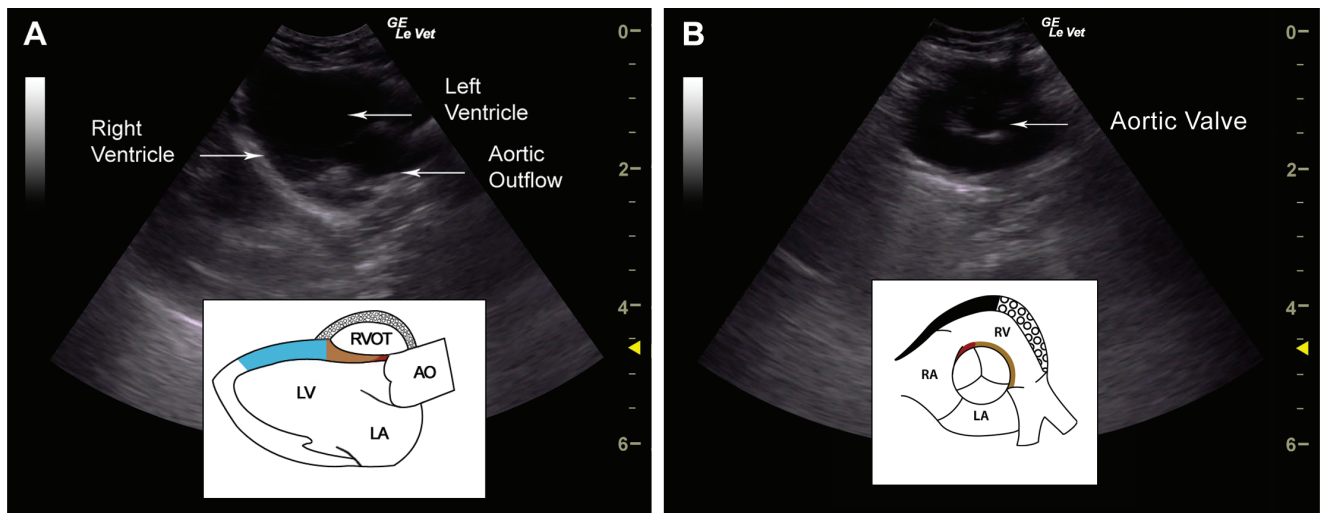 A
GE
Le Vet
Left
Ventricle
Right
Ventricle
Aortic
Outflow
0
2
4
6
RVOT
AO
LV
LA
B
GE
Le Vet
Aortic Valve
0
2
4
6
RV
RA
LA